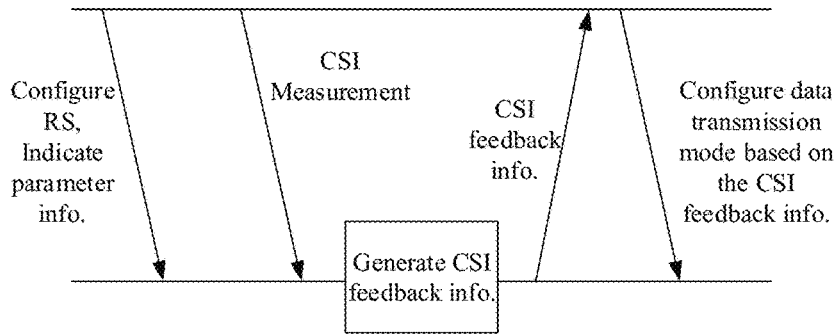 Configure
RS,
Indicate
parameter
info.
CSI
Measurement
Generate CSI
feedback info.
CSI
feedback
info.
Configure data
transmission
mode based on
the CSI
feedback info.